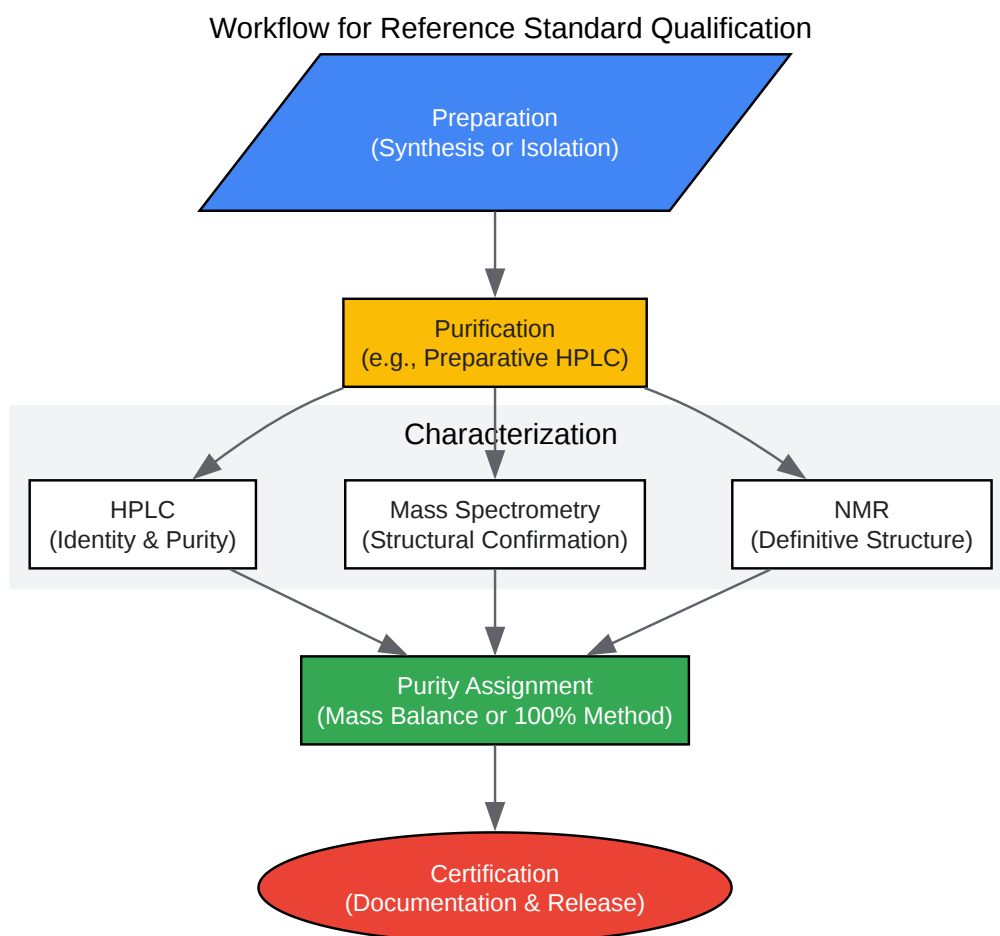 Workflow for Reference Standard Qualification
Preparation
(Synthesis or Isolation)
Purification
(e.g., Preparative HPLC)
Characterization
HPLC
(Identity & Purity)
Mass Spectrometry
(Structural Confirmation)
NMR
(Definitive Structure)
Purity Assignment
(Mass Balance or 100% Method)
Certification
(Documentation & Release)